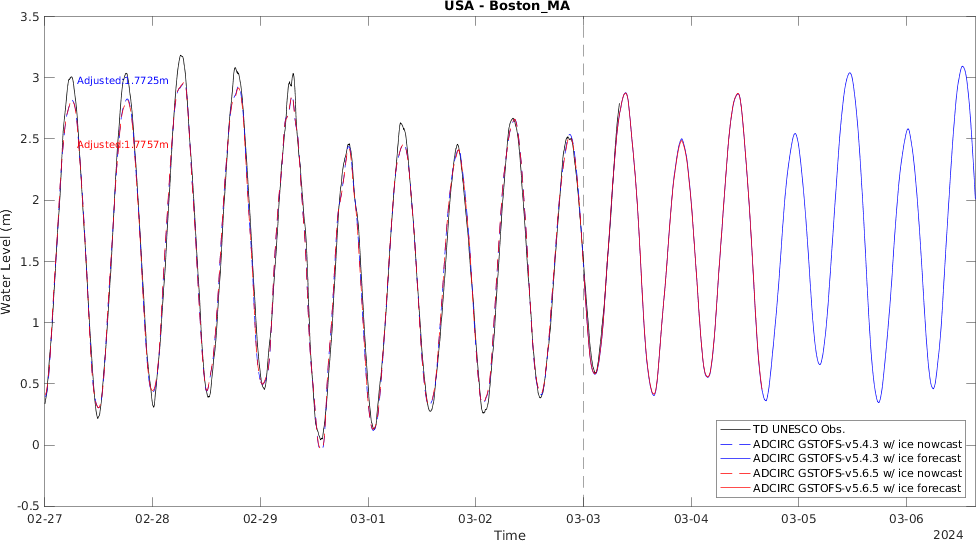 USA - Boston_MA
3.5
3
2.5
2
1.5
1
0.5
0
-0.5
Water Level (m)
Adjusted:1.7725m
Adjusted:1.7757m
TD UNESCO Obs.
ADCIRC GSTOFS-v5.4.3 w/ ice nowcast
ADCIRC GSTOFS-v5.4.3 w/ ice forecast
ADCIRC GSTOFS-v5.6.5 w/ ice nowcast
ADCIRC GSTOFS-v5.6.5 w/ ice forecast
02-27 02-28 02-29 03-01 03-02 03-03 03-04 03-05 03-06
Time
2024